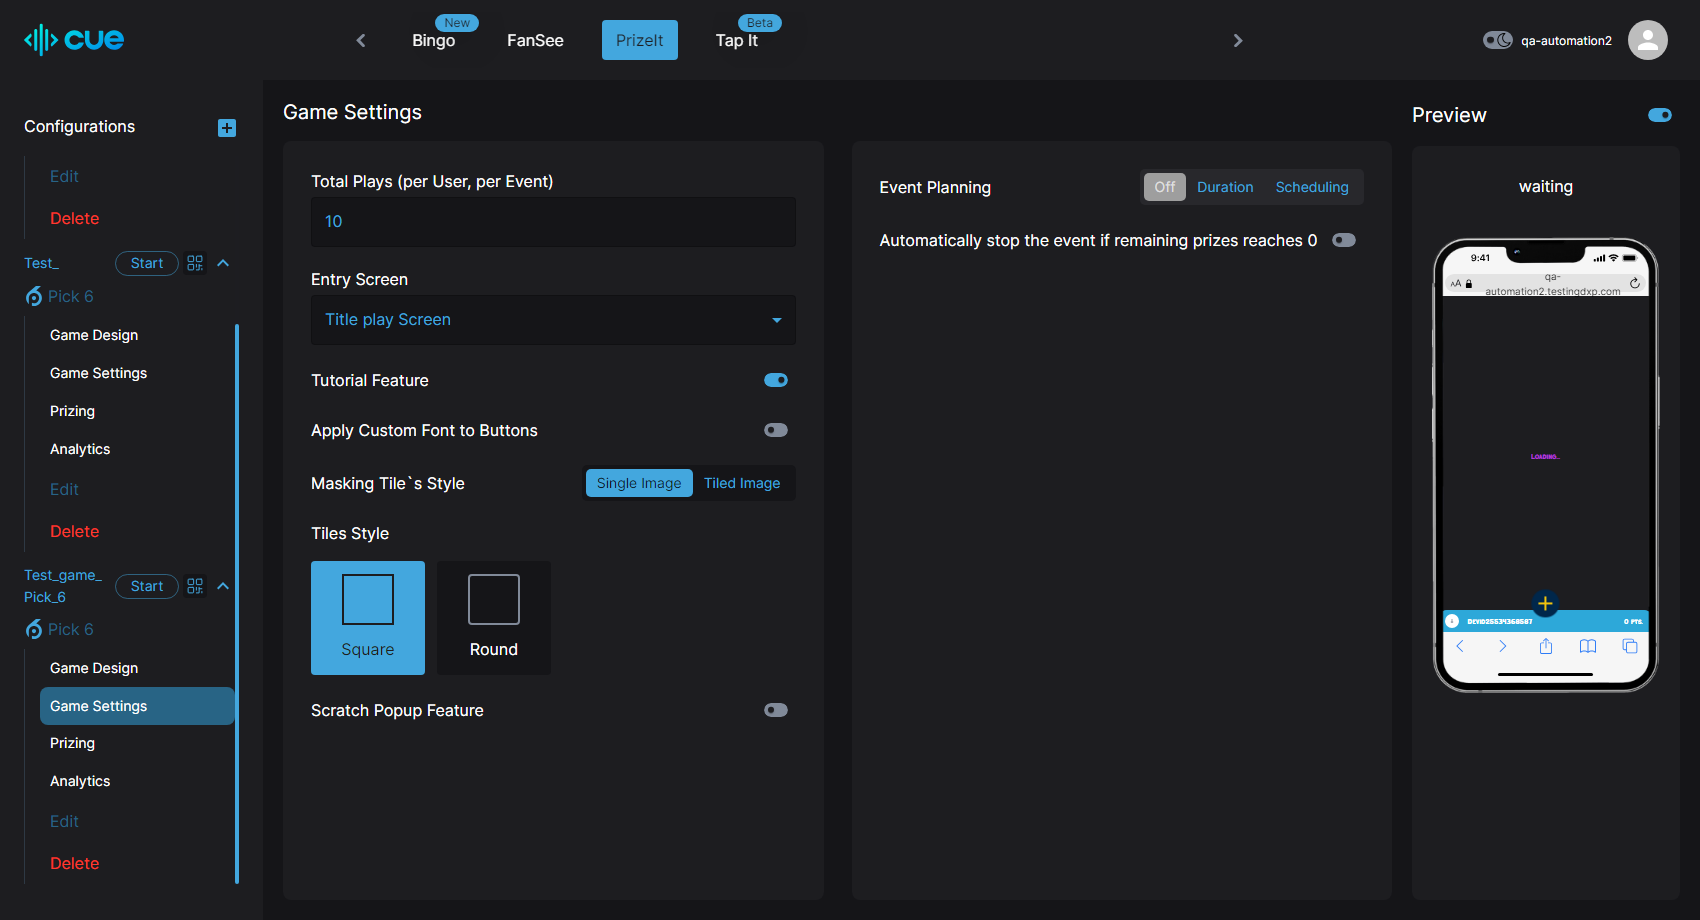 cue
New
Bingo
FanSee
PrizeIt
Beta
Tap It
qa-automation2
Configurations
Edit
Delete
Test_
Start
Pick 6
Game Design
Game Settings
Prizing
Analytics
Edit
Delete
Test_game_
Pick_6
Start
Pick 6
Game Design
Game Settings
Prizing
Analytics
Edit
Delete
Game Settings
Total Plays (per User, per Event)
10
Entry Screen
Title play Screen
Tutorial Feature
Apply Custom Font to Buttons
Masking Tile`s Style
Single Image
Tiled Image
Tiles Style
Square
Round
Scratch Popup Feature
Event Planning
Off
Duration
Scheduling
Automatically stop the event if remaining prizes reaches 0
Preview
waiting
9:41
AA
qa-
automation2.testingdxp.com
LOADING...
0 PTS.